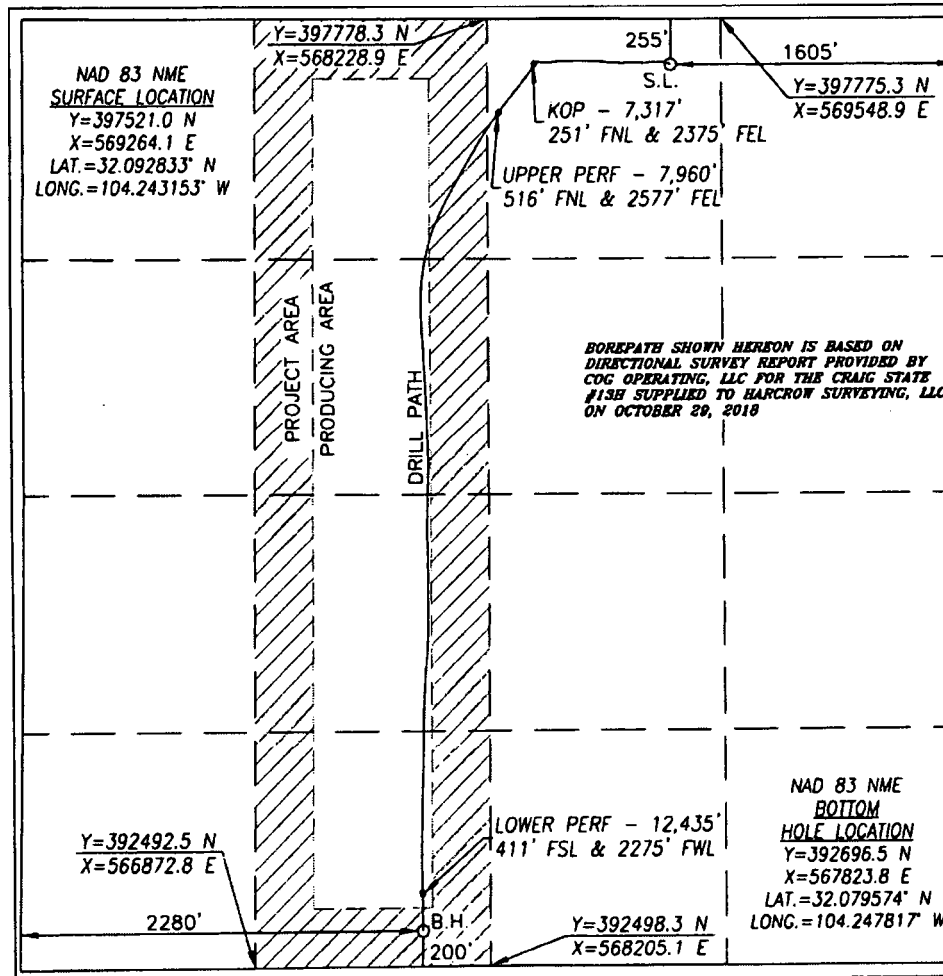 Y=397778.3 N
X=568228.9 E
255'
1605'
S.L.
Y=397775.3 N
X=569548.9 E
NAD 83 NME
SURFACE LOCATION
Y=397521.0 N
X=569264.1 E
LAT.=32.092833° N
LONG.=104.243153° W
KOP - 7,317'
251' FNL & 2375' FEL
UPPER PERF - 7,960'
516' FNL & 2577' FEL
PROJECT AREA
PRODUCING AREA
DRILL PATH
BOREPATH SHOWN HEREON IS BASED ON
DIRECTIONAL SURVEY REPORT PROVIDED BY
COG OPERATING, LLC FOR THE CRAIG STATE
#13H SUPPLIED TO HARCROW SURVEYING, LLC
ON OCTOBER 29, 2018
LOWER PERF - 12,435'
411' FSL & 2275' FWL
Y=392492.5 N
X=566872.8 E
2280'
B.H
200'
Y=392498.3 N
X=568205.1 E
NAD 83 NME
BOTTOM
HOLE LOCATION
Y=392696.5 N
X=567823.8 E
LAT.=32.079574° N
LONG.=104.247817° W